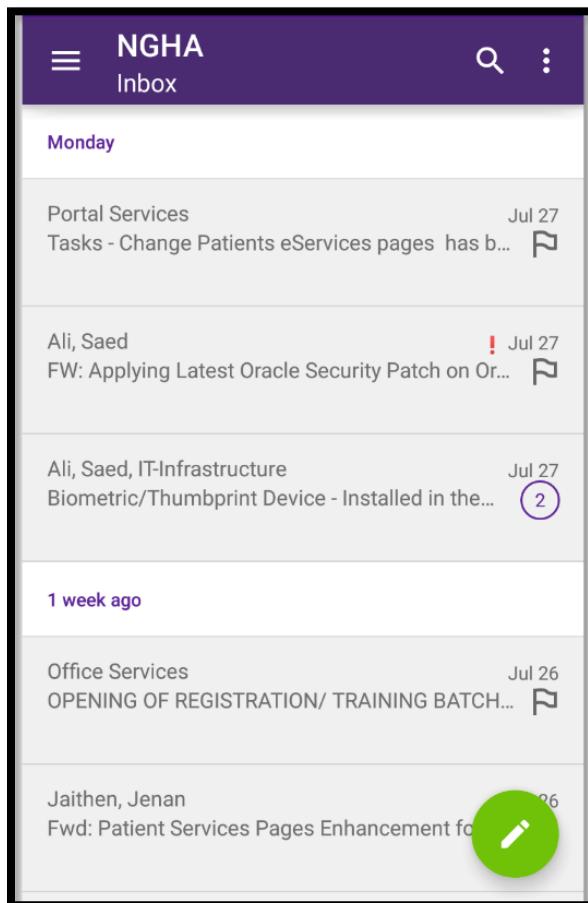 NGHA
Inbox
Monday
Portal Services Jul 27
Tasks - Change Patients eServices pages has b...
Ali, Saed ! Jul 27
FW: Applying Latest Oracle Security Patch on Or...
Ali, Saed, IT-Infrastructure Jul 27
Biometric/Thumbprint Device - Installed in the... 2
1 week ago
Office Services Jul 26
OPENING OF REGISTRATION/ TRAINING BATCH...
Jaithen, Jenan 26
Fwd: Patient Services Pages Enhancement fo